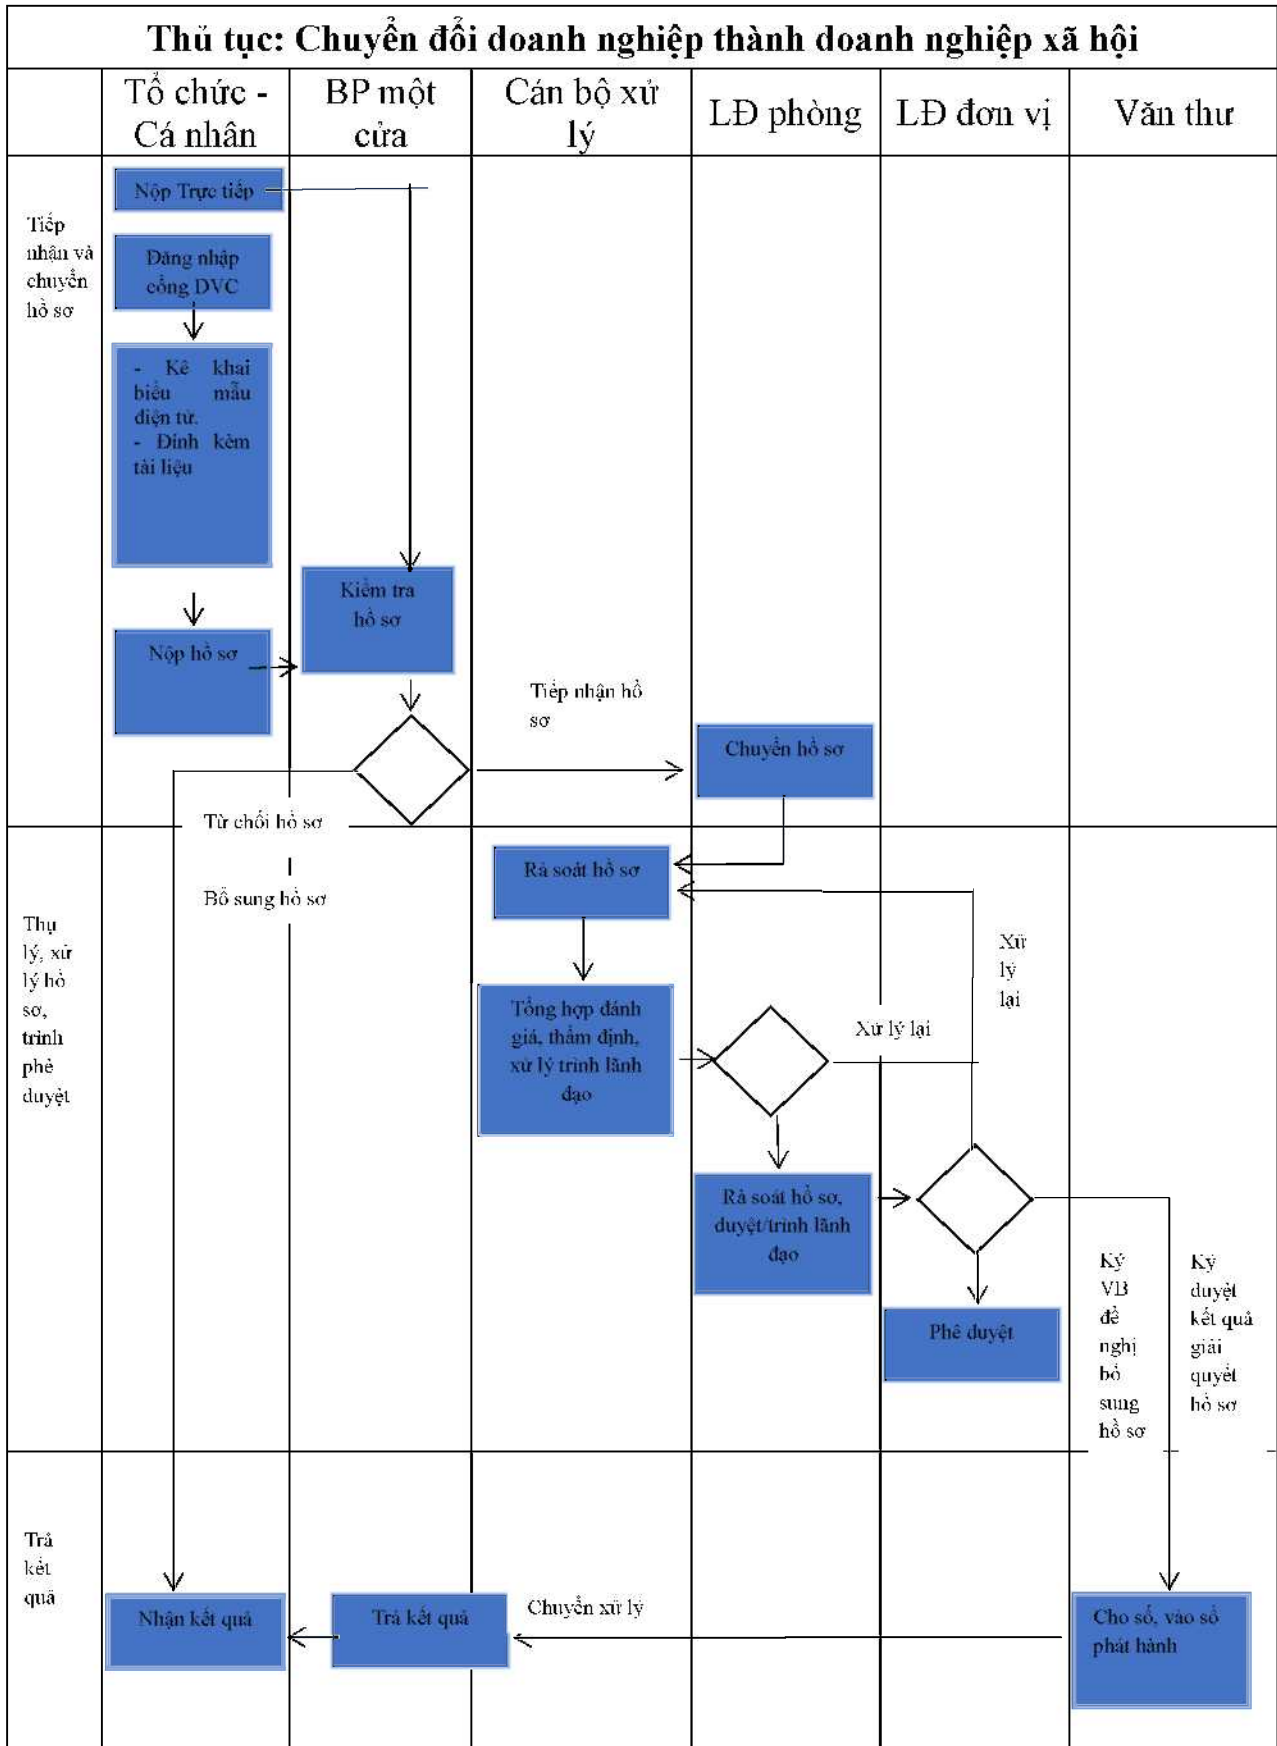 Thủ tục: Chuyển đổi doanh nghiệp thành doanh nghiệp xã hội
Tổ chức -
Cá nhân
BP một
cửa
Cán bộ xử
lý
LĐ phòng
LĐ đơn vị
Văn thư
Tiếp
nhận và
chuyển
hồ sơ
Nộp Trực tiếp
Đăng nhập
cổng DVC
- Kê khai
biểu mẫu
điện tử.
- Đính kèm
tài liệu
Nộp hồ sơ
Kiểm tra
hồ sơ
Tiếp nhận hồ
sơ
Chuyển hồ sơ
Từ chối hồ sơ
Bổ sung hồ sơ
Thụ
lý, xử
lý hồ
sơ,
trình
phê
duyệt
Rà soát hồ sơ
Tổng hợp đánh
giá, thẩm định,
xử lý trình lãnh
đạo
Xử lý lại
Xử
lý
lại
Rà soát hồ sơ,
duyệt/trình lãnh
đạo
Phê duyệt
Ký
VB
đề
nghị
bổ
sung
hồ sơ
Ký
duyệt
kết quả
giải
quyết
hồ sơ
Trả
kết
quả
Nhận kết quả
Trả kết quả
Chuyển xử lý
Cho số, vào sổ
phát hành